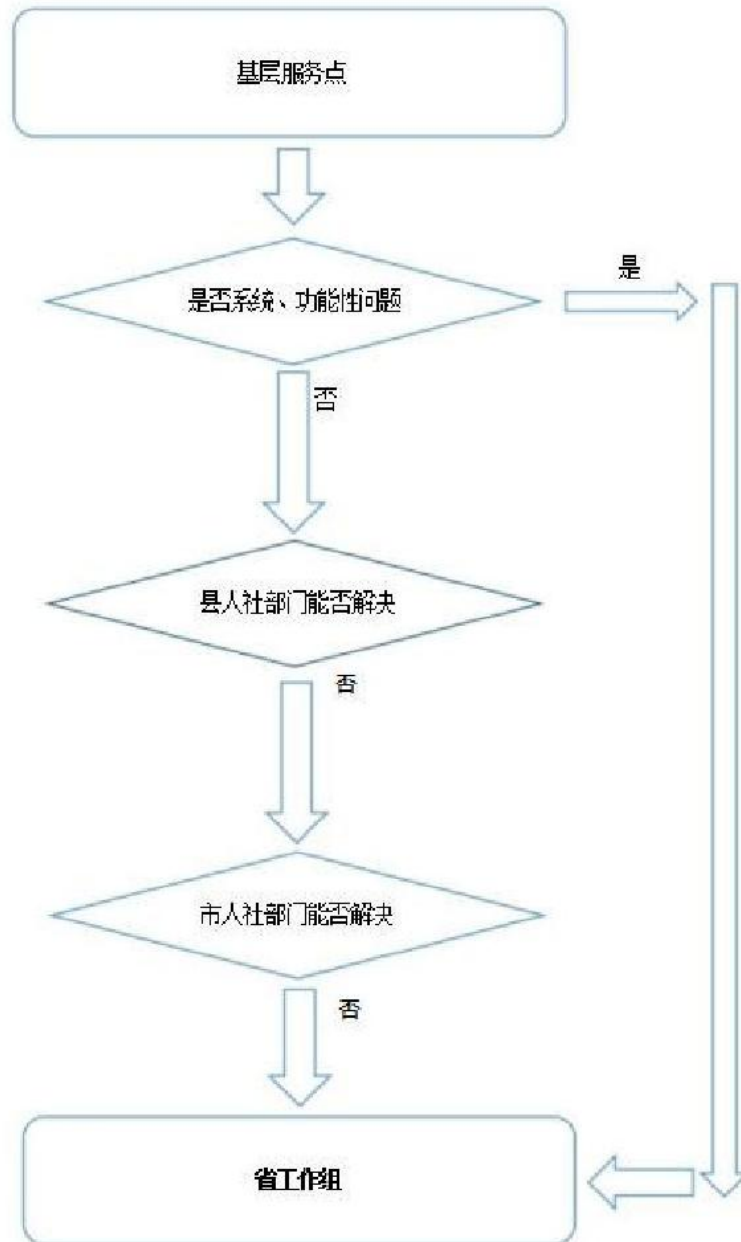 基层服务点
是否系统、功能性问题
是
否
县人社部门能否解决
否
市人社部门能否解决
否
省工作组